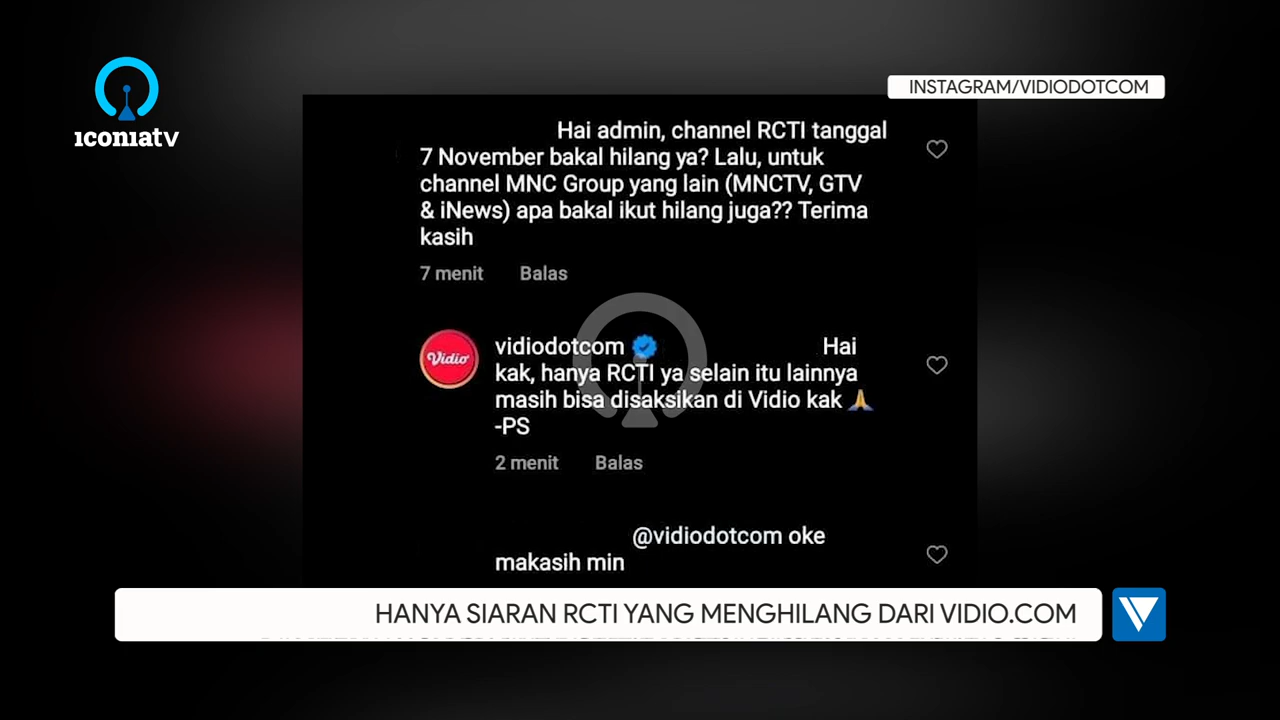 ıconıatv
INSTAGRAM/VIDIODOTCOM
Hai admin, channel RCTI tanggal
7 November bakal hilang ya? Lalu, untuk
channel MNC Group yang lain (MNCTV, GTV
& iNews) apa bakal ikut hilang juga?? Terima
kasih
7 menit Balas
Vidio
vidiodotcom Hai
kak, hanya RCTI ya selain itu lainnya
masih bisa disaksikan di Vidio kak 🙏
-PS
2 menit Balas
@vidiodotcom oke
makasih min
HANYA SIARAN RCTI YANG MENGHILANG DARI VIDIO.COM